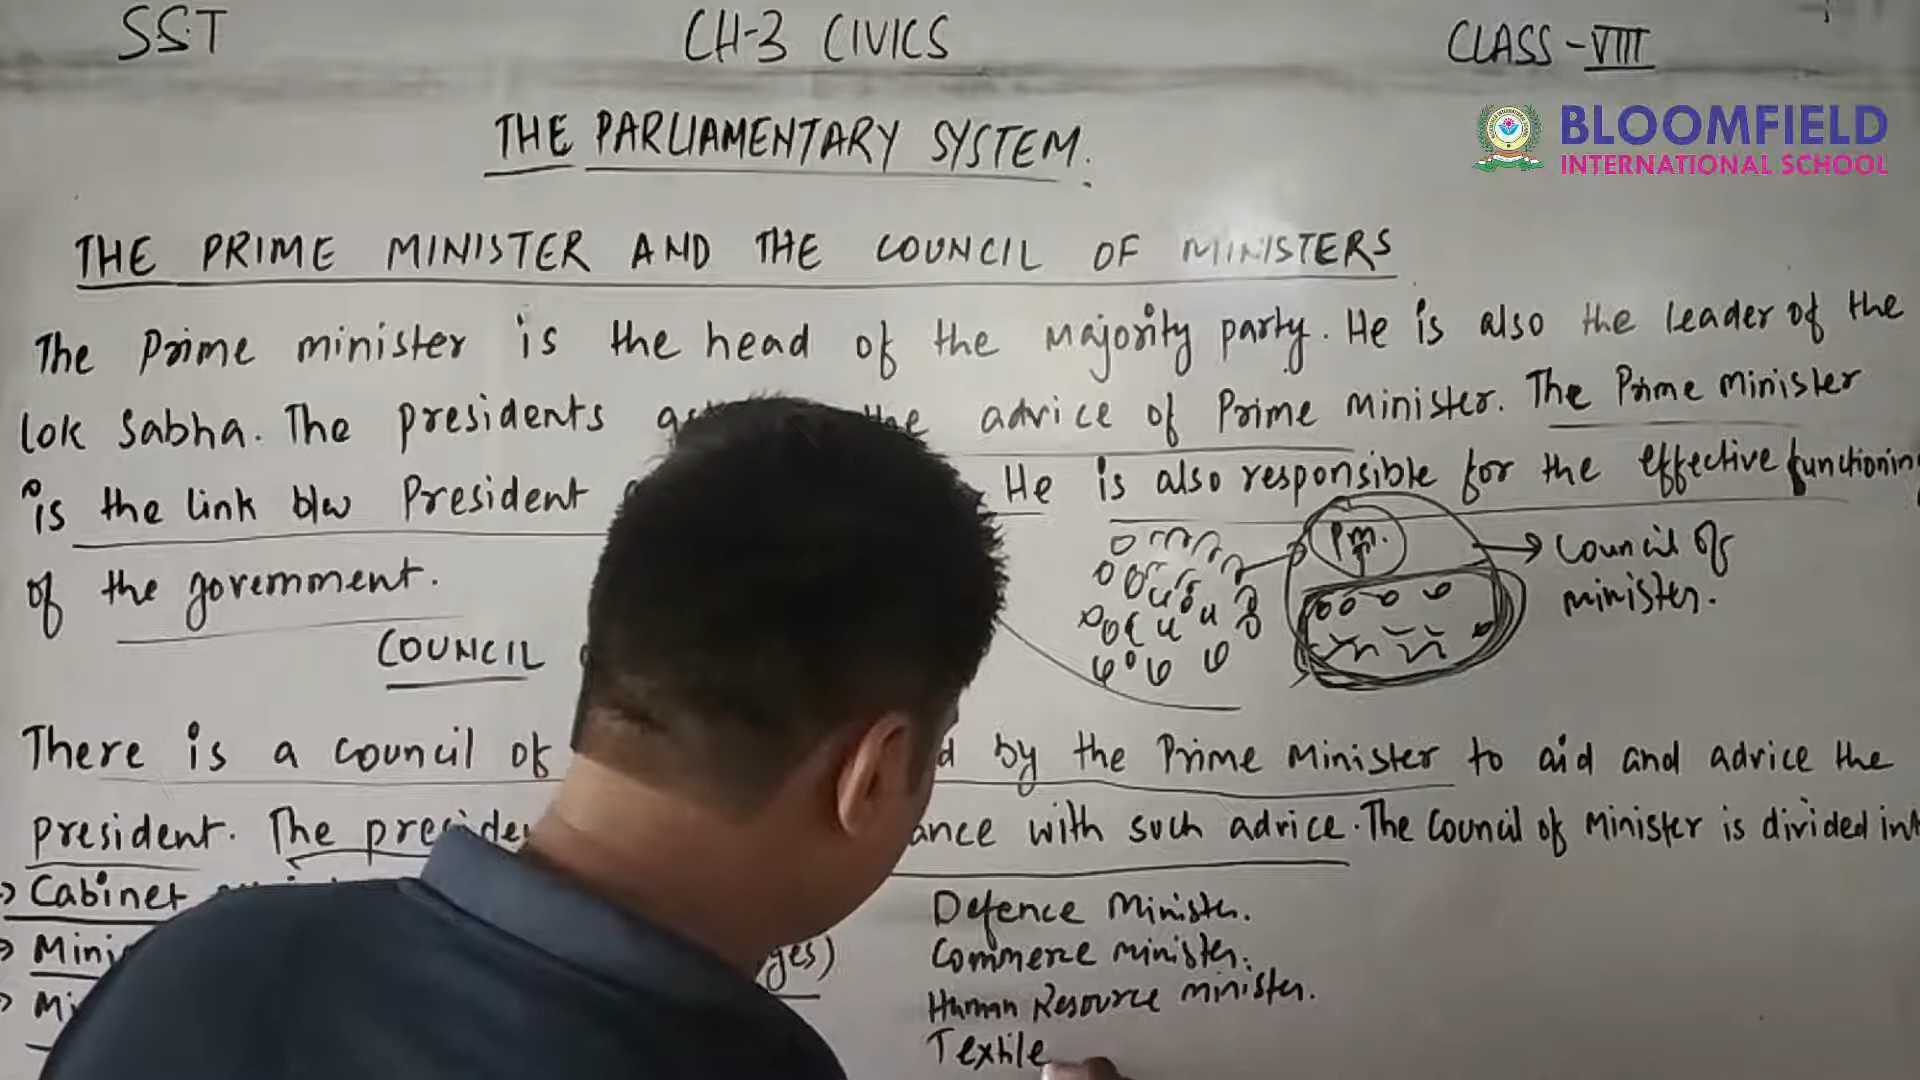 SST CH-3 CIVICS CLASS-VIII
BLOOMFIELD
INTERNATIONAL SCHOOL
THE PARLIAMENTARY SYSTEM.
THE PRIME MINISTER AND THE COUNCIL OF MINISTERS
The Prime minister is the head of the majority party. He is also the leader of the
lok sabha. The presidents the advice of Prime minister. The Prime minister
is the link b/w President He is also responsible for the effective functioning
of the government.
P.m.
Council of
minister.
COUNCIL
There is a council of by the Prime Minister to aid and advice the
president. The with such advice. The Council of Minister is divided
Cabinet
Defence Minister.
Commerce minister.
Human Resource minister.
Textile